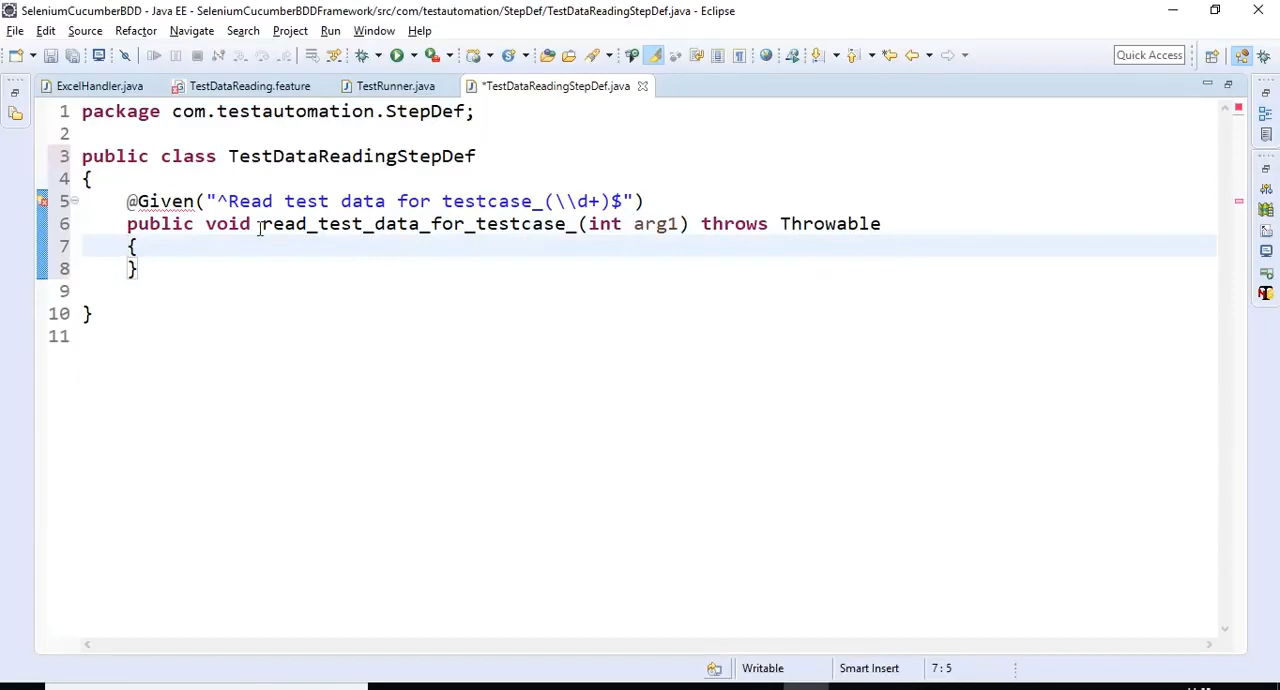 SeleniumCucumberBDD - Java EE - SeleniumCucumberBDDFramework/src/com/testautomation/StepDef/TestDataReadingStepDef.java - Eclipse
File Edit Source Refactor Navigate Search Project Run Window Help
Quick Access
ExcelHandler.java TestDataReading.feature TestRunner.java *TestDataReadingStepDef.java
1 package com.testautomation.StepDef;
2
3 public class TestDataReadingStepDef
4 {
5 @Given("^Read test data for testcase_(\\d+)$")
6 public void read_test_data_for_testcase_(int arg1) throws Throwable
7 {
8 }
9
10 }
11
Writable Smart Insert 7 : 5